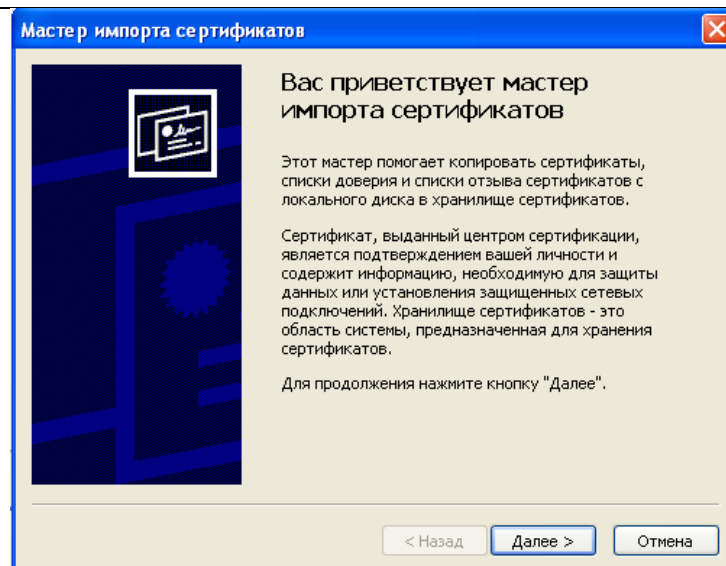 Мастер импорта сертификатов
Вас приветствует мастер
импорта сертификатов
Этот мастер помогает копировать сертификаты,
списки доверия и списки отзыва сертификатов с
локального диска в хранилище сертификатов.
Сертификат, выданный центром сертификации,
является подтверждением вашей личности и
содержит информацию, необходимую для защиты
данных или установления защищенных сетевых
подключений. Хранилище сертификатов - это
область системы, предназначенная для хранения
сертификатов.
Для продолжения нажмите кнопку "Далее".
< Назад Далее > Отмена